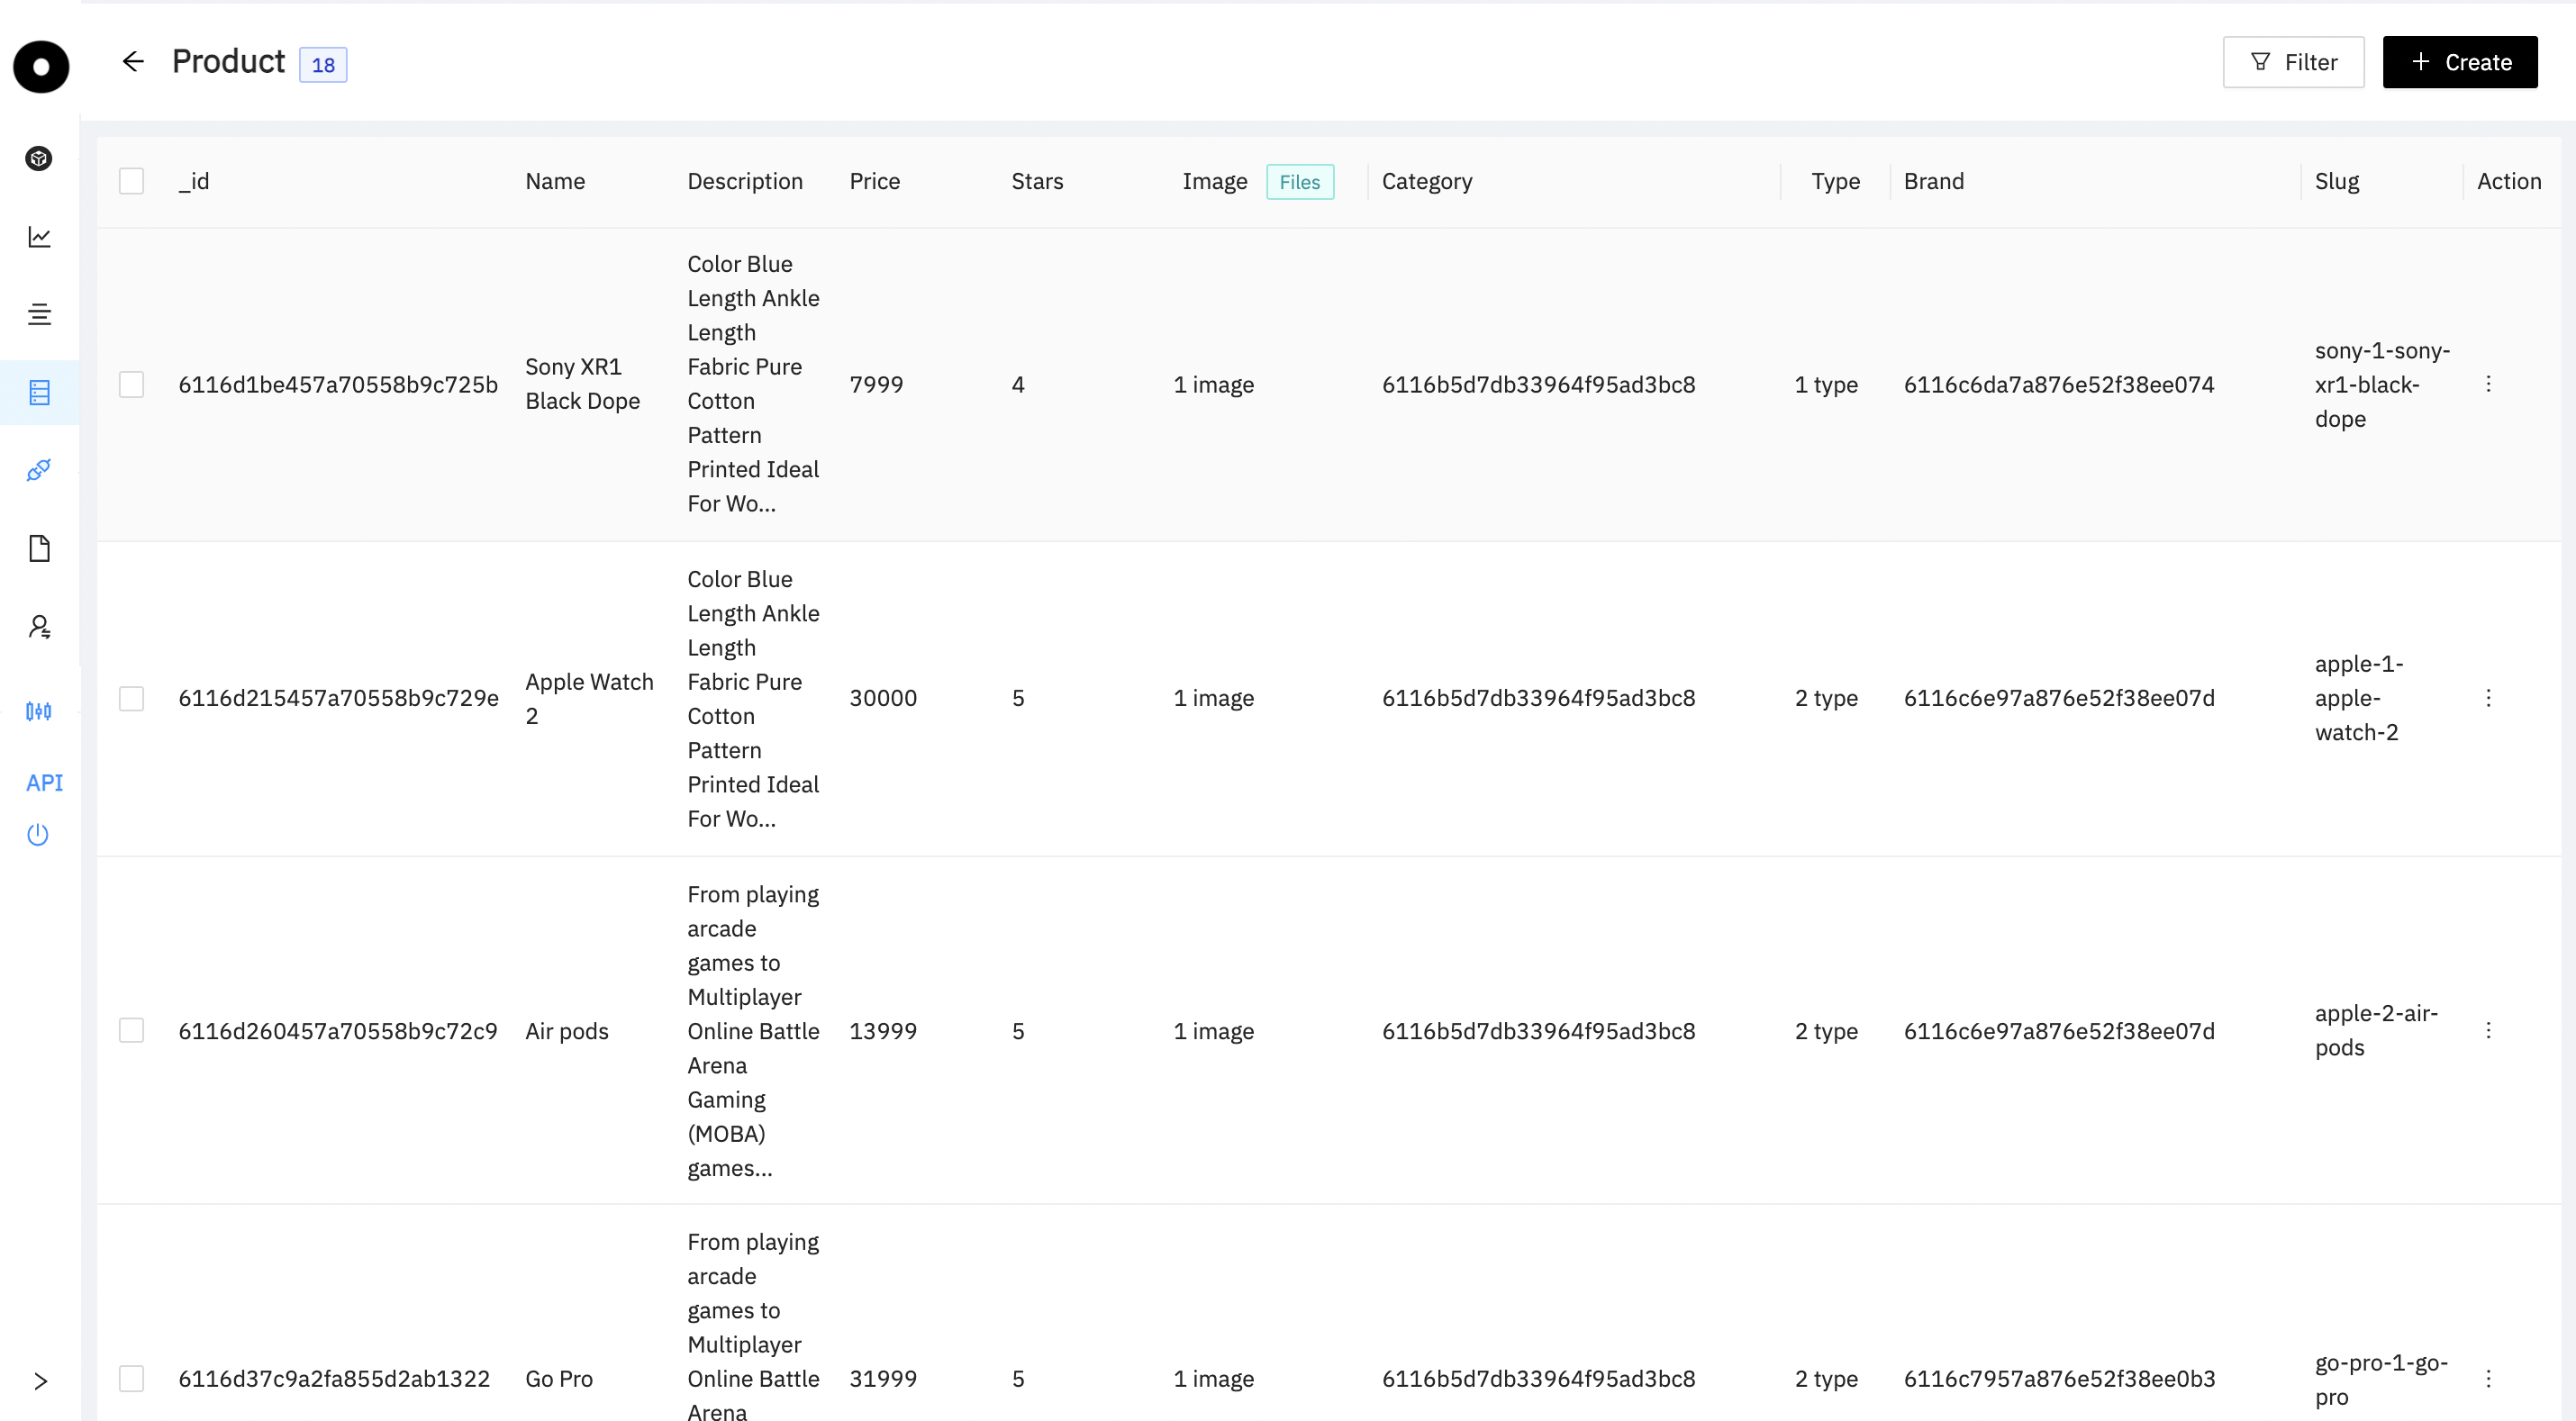 Product 18
Filter
+ Create
_id Name Description Price Stars Image Files Category Type Brand Slug Action
6116d1be457a70558b9c725b
Sony XR1
Black Dope
Color Blue
Length Ankle
Length
Fabric Pure
Cotton
Pattern
Printed Ideal
For Wo...
7999
4
1 image
6116b5d7db33964f95ad3bc8
1 type
6116c6da7a876e52f38ee074
sony-1-sony-
xr1-black-
dope
6116d215457a70558b9c729e
Apple Watch
2
Color Blue
Length Ankle
Length
Fabric Pure
Cotton
Pattern
Printed Ideal
For Wo...
30000
5
1 image
6116b5d7db33964f95ad3bc8
2 type
6116c6e97a876e52f38ee07d
apple-1-
apple-
watch-2
6116d260457a70558b9c72c9
Air pods
From playing
arcade
games to
Multiplayer
Online Battle
Arena
Gaming
(MOBA)
games...
13999
5
1 image
6116b5d7db33964f95ad3bc8
2 type
6116c6e97a876e52f38ee07d
apple-2-air-
pods
6116d37c9a2fa855d2ab1322
Go Pro
From playing
arcade
games to
Multiplayer
Online Battle
Arena
31999
5
1 image
6116b5d7db33964f95ad3bc8
2 type
6116c7957a876e52f38ee0b3
go-pro-1-go-
pro
API